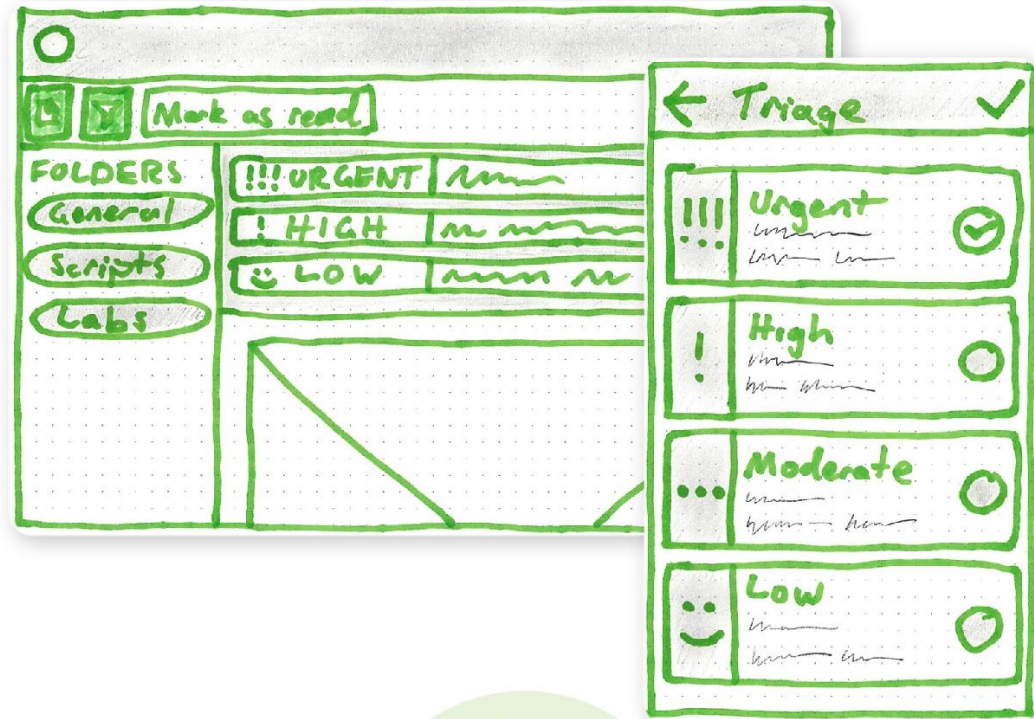 Mark as read
FOLDERS
General
Scripts
Labs
!!! URGENT
! HIGH
LOW
Triage
!!!
Urgent
!
High
Moderate
Low